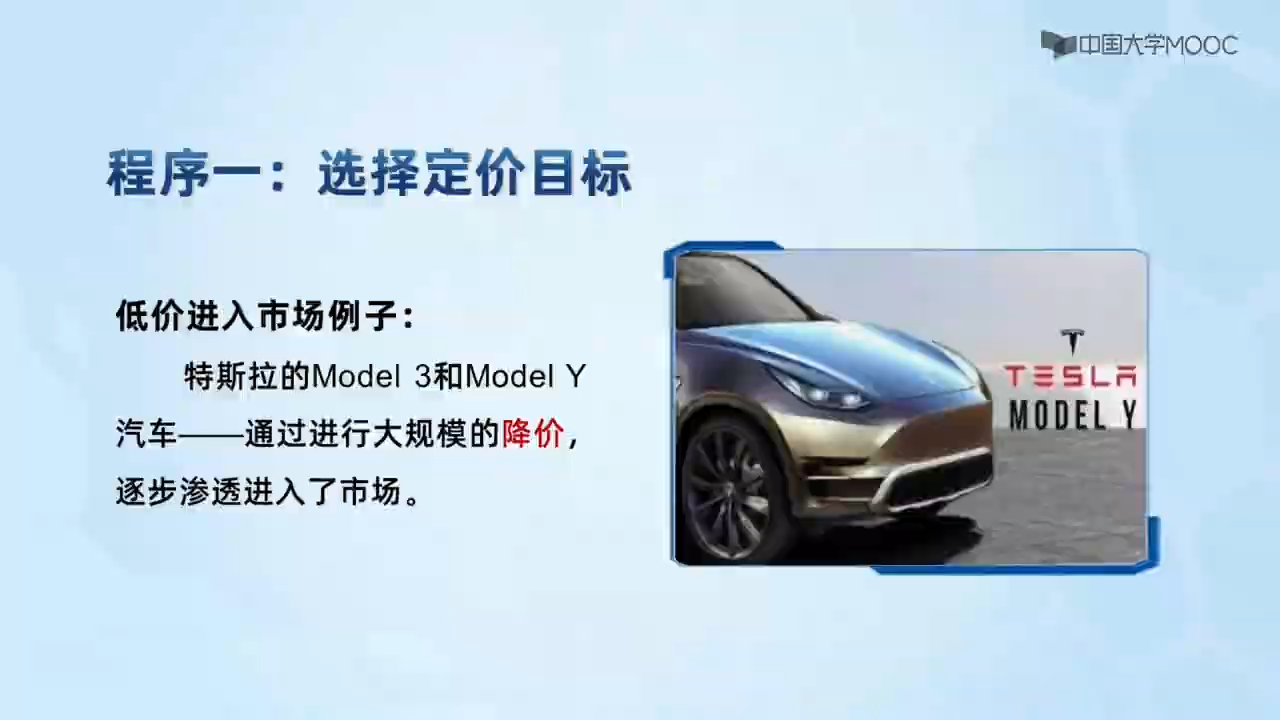 中国大学MOOC
程序一：选择定价目标
低价进入市场例子：
特斯拉的Model 3和Model Y
汽车——通过进行大规模的降价，
逐步渗透进入了市场。
TESLA
MODEL Y